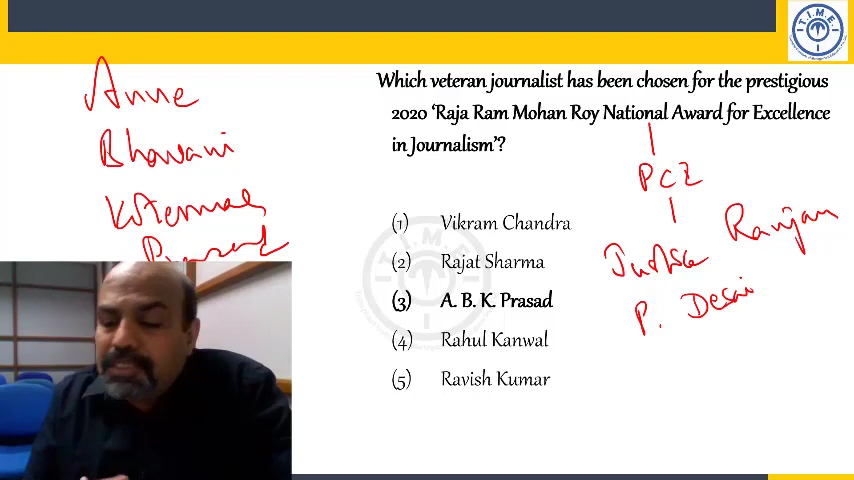 T.I.M.E.
Which veteran journalist has been chosen for the prestigious
2020 ‘Raja Ram Mohan Roy National Award for Excellence
in Journalism’?
(1) Vikram Chandra
(2) Rajat Sharma
(3) A. B. K. Prasad
(4) Rahul Kanwal
(5) Ravish Kumar
Anne
Bhavani
Prasad
PCI
Justice Ranjan
P. Desai